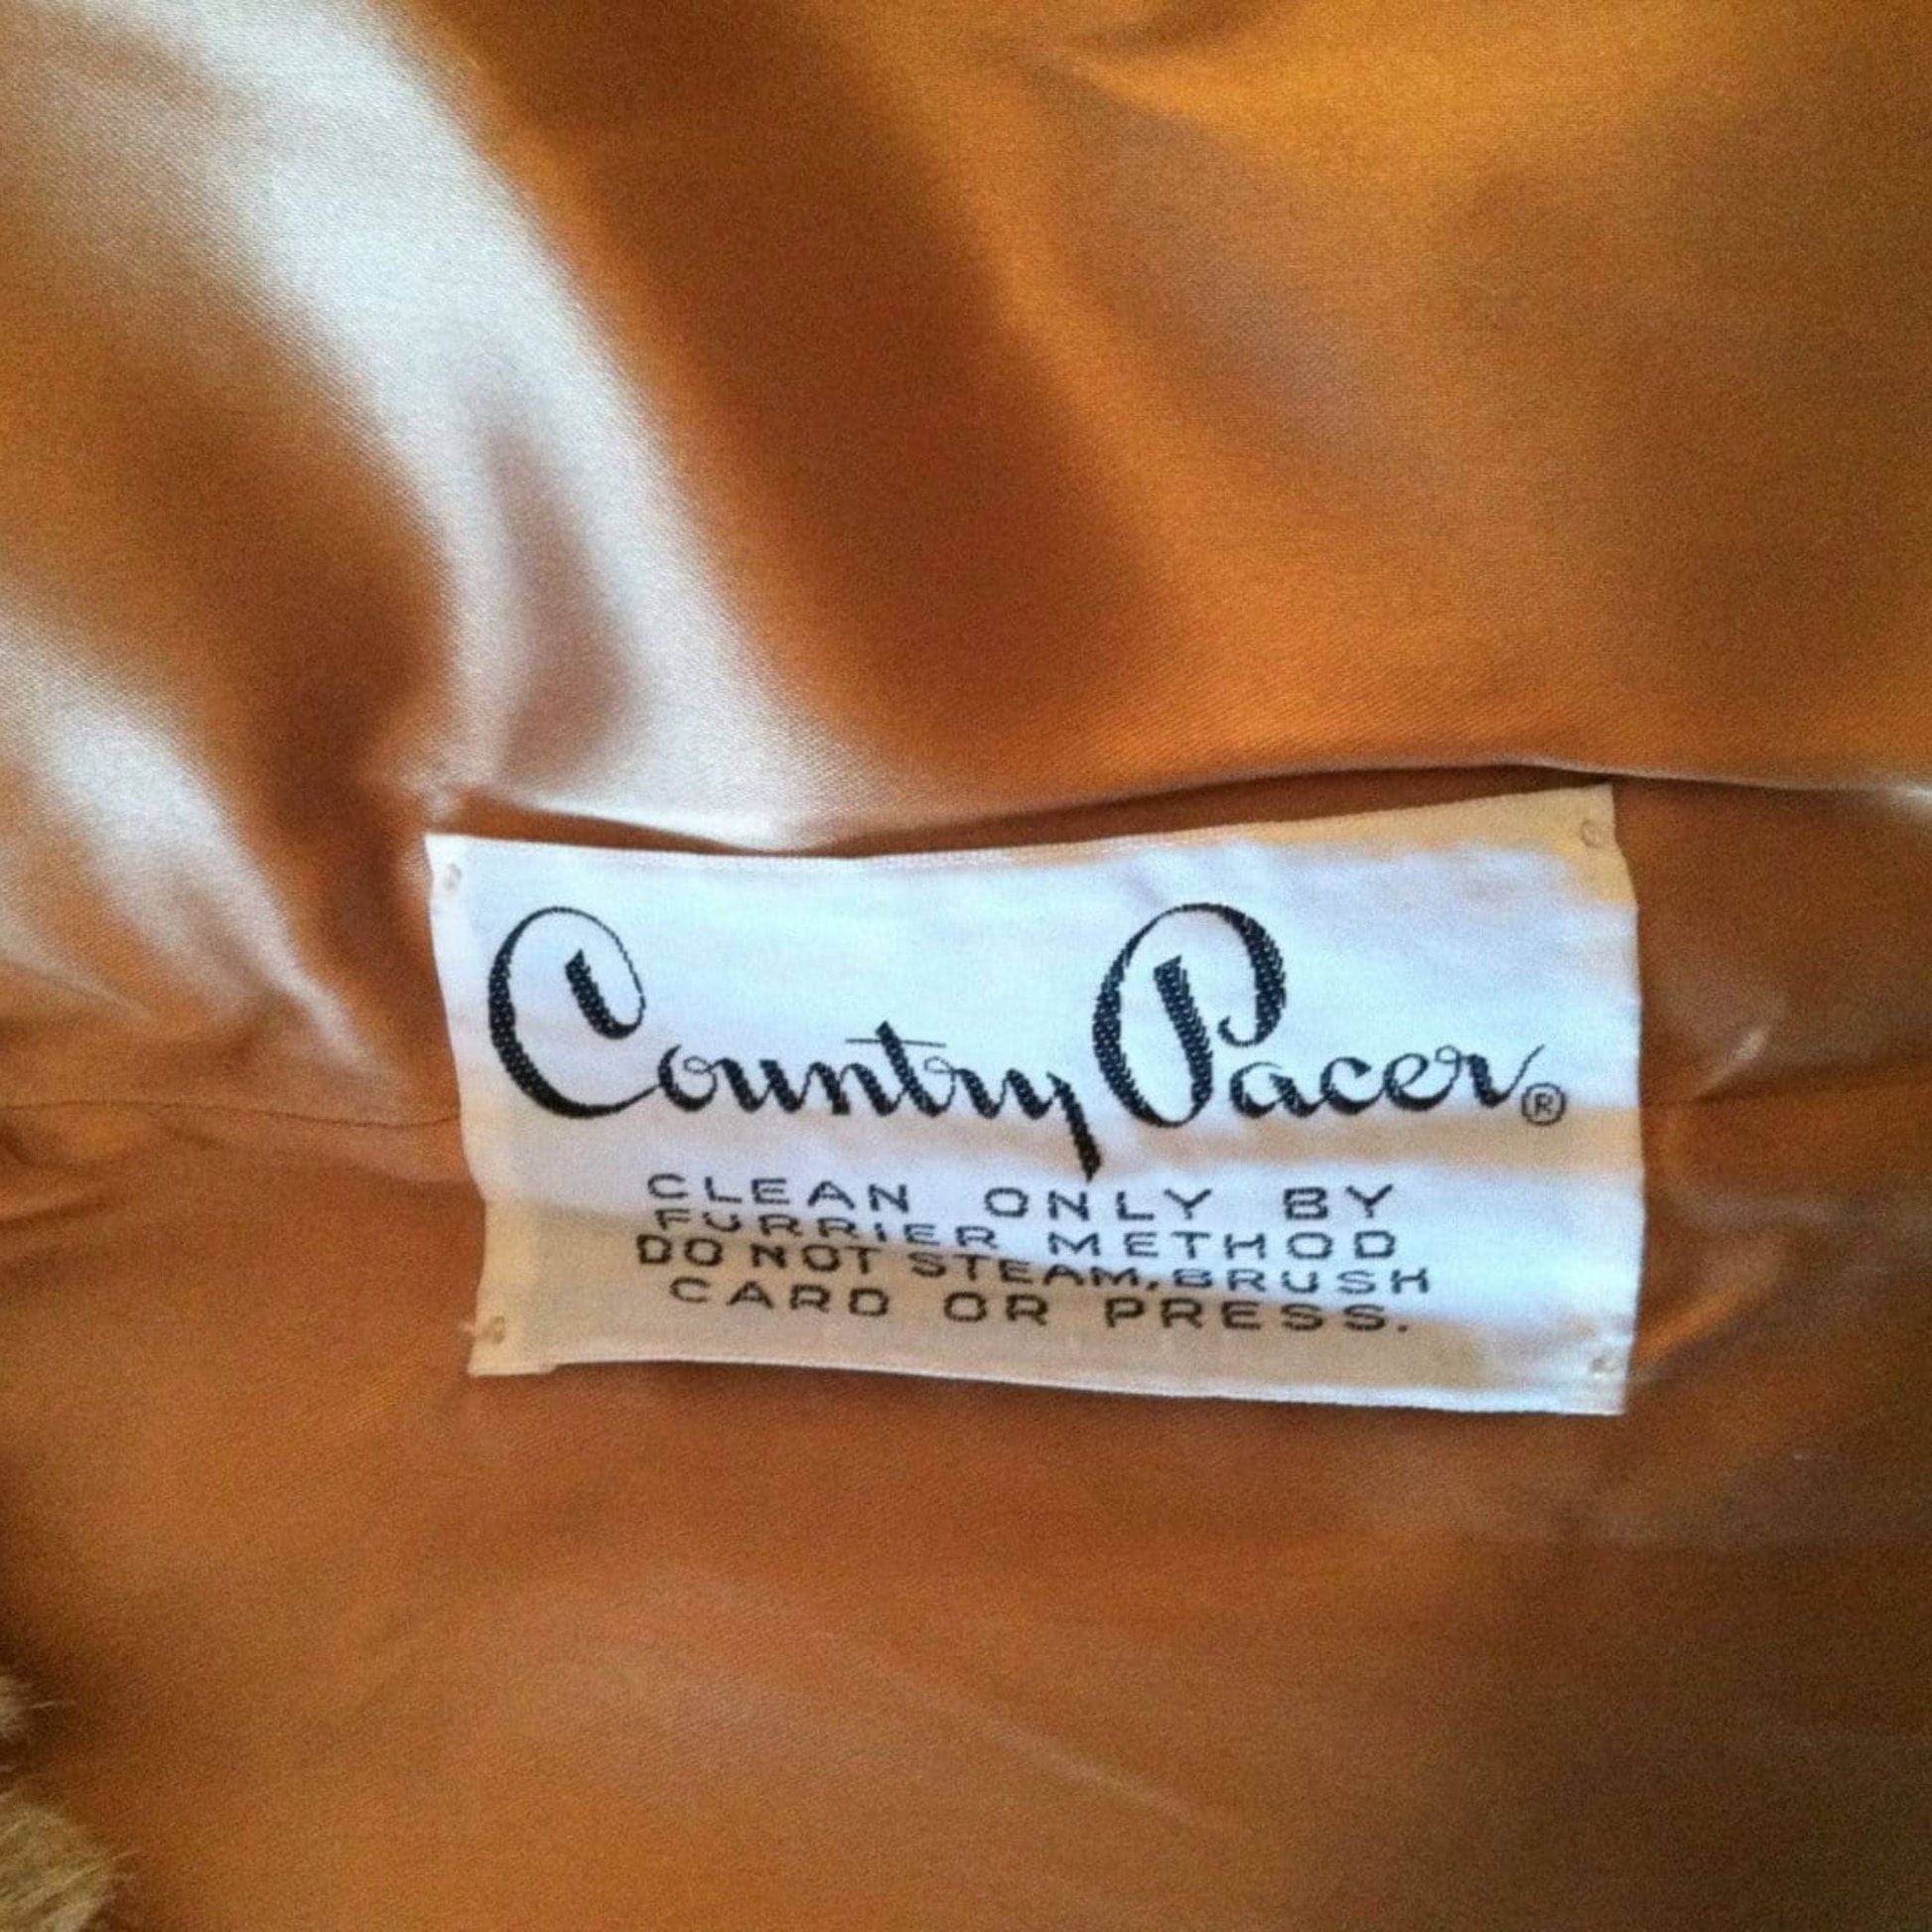 Country Pacer®
CLEAN ONLY BY
FURRIER METHOD
DO NOT STEAM, BRUSH
CARD OR PRESS.